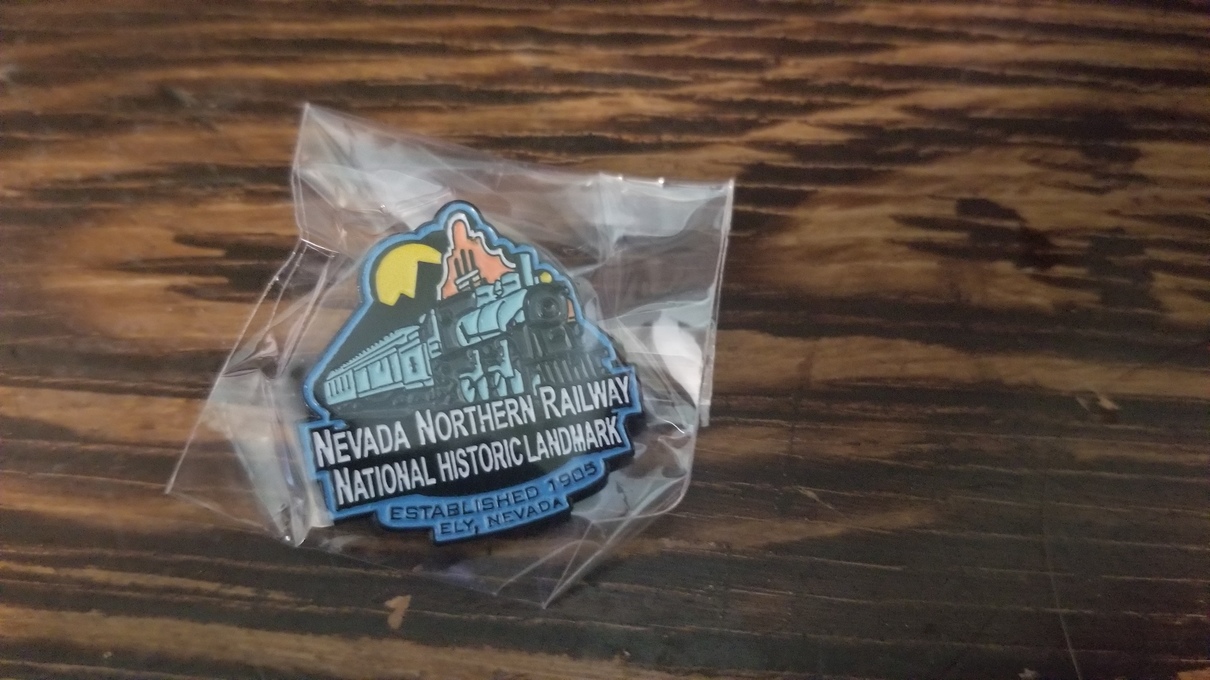 NEVADA NORTHERN RAILWAY
NATIONAL HISTORIC LANDMARK
ESTABLISHED 1905
ELY, NEVADA